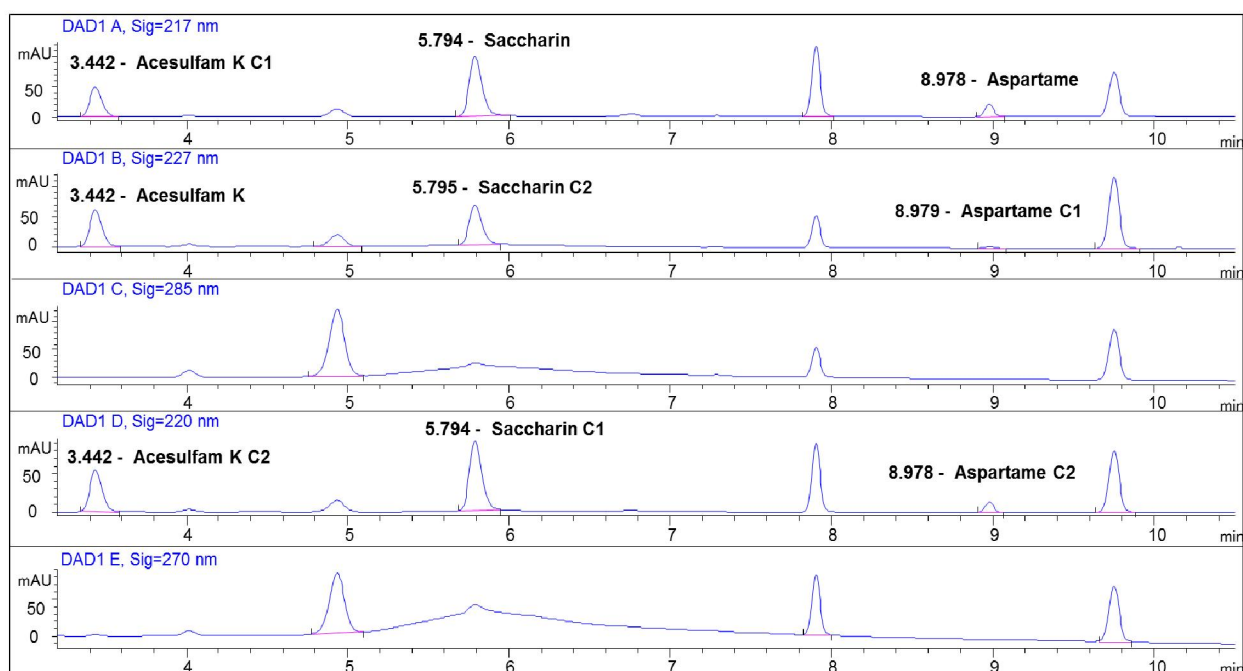 DAD1 A, Sig=217 nm
mAU
5.794 - Saccharin
3.442 - Acesulfam K C1
8.978 - Aspartame
50
0
4 5 6 7 8 9 10 min
DAD1 B, Sig=227 nm
mAU
3.442 - Acesulfam K
5.795 - Saccharin C2
8.979 - Aspartame C1
50
0
4 5 6 7 8 9 10 min
DAD1 C, Sig=285 nm
mAU
50
0
4 5 6 7 8 9 10 min
DAD1 D, Sig=220 nm
5.794 - Saccharin C1
mAU
3.442 - Acesulfam K C2
8.978 - Aspartame C2
50
0
4 5 6 7 8 9 10 min
DAD1 E, Sig=270 nm
mAU
50
0
4 5 6 7 8 9 10 min